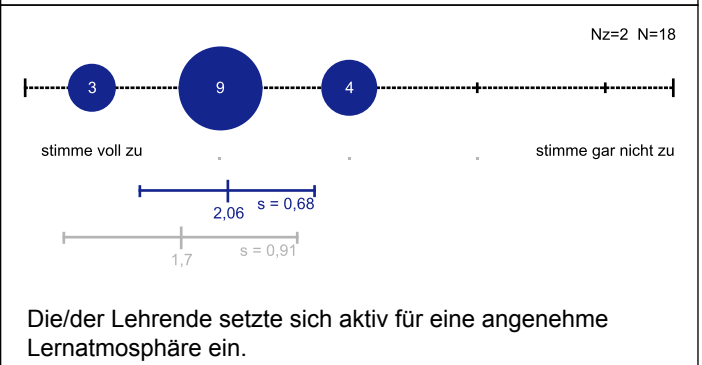 Nz=2 N=18
3 9 4
stimme voll zu . . . stimme gar nicht zu
2,06 s = 0,68
1,7 s = 0,91
Die/der Lehrende setzte sich aktiv für eine angenehme
Lernatmosphäre ein.